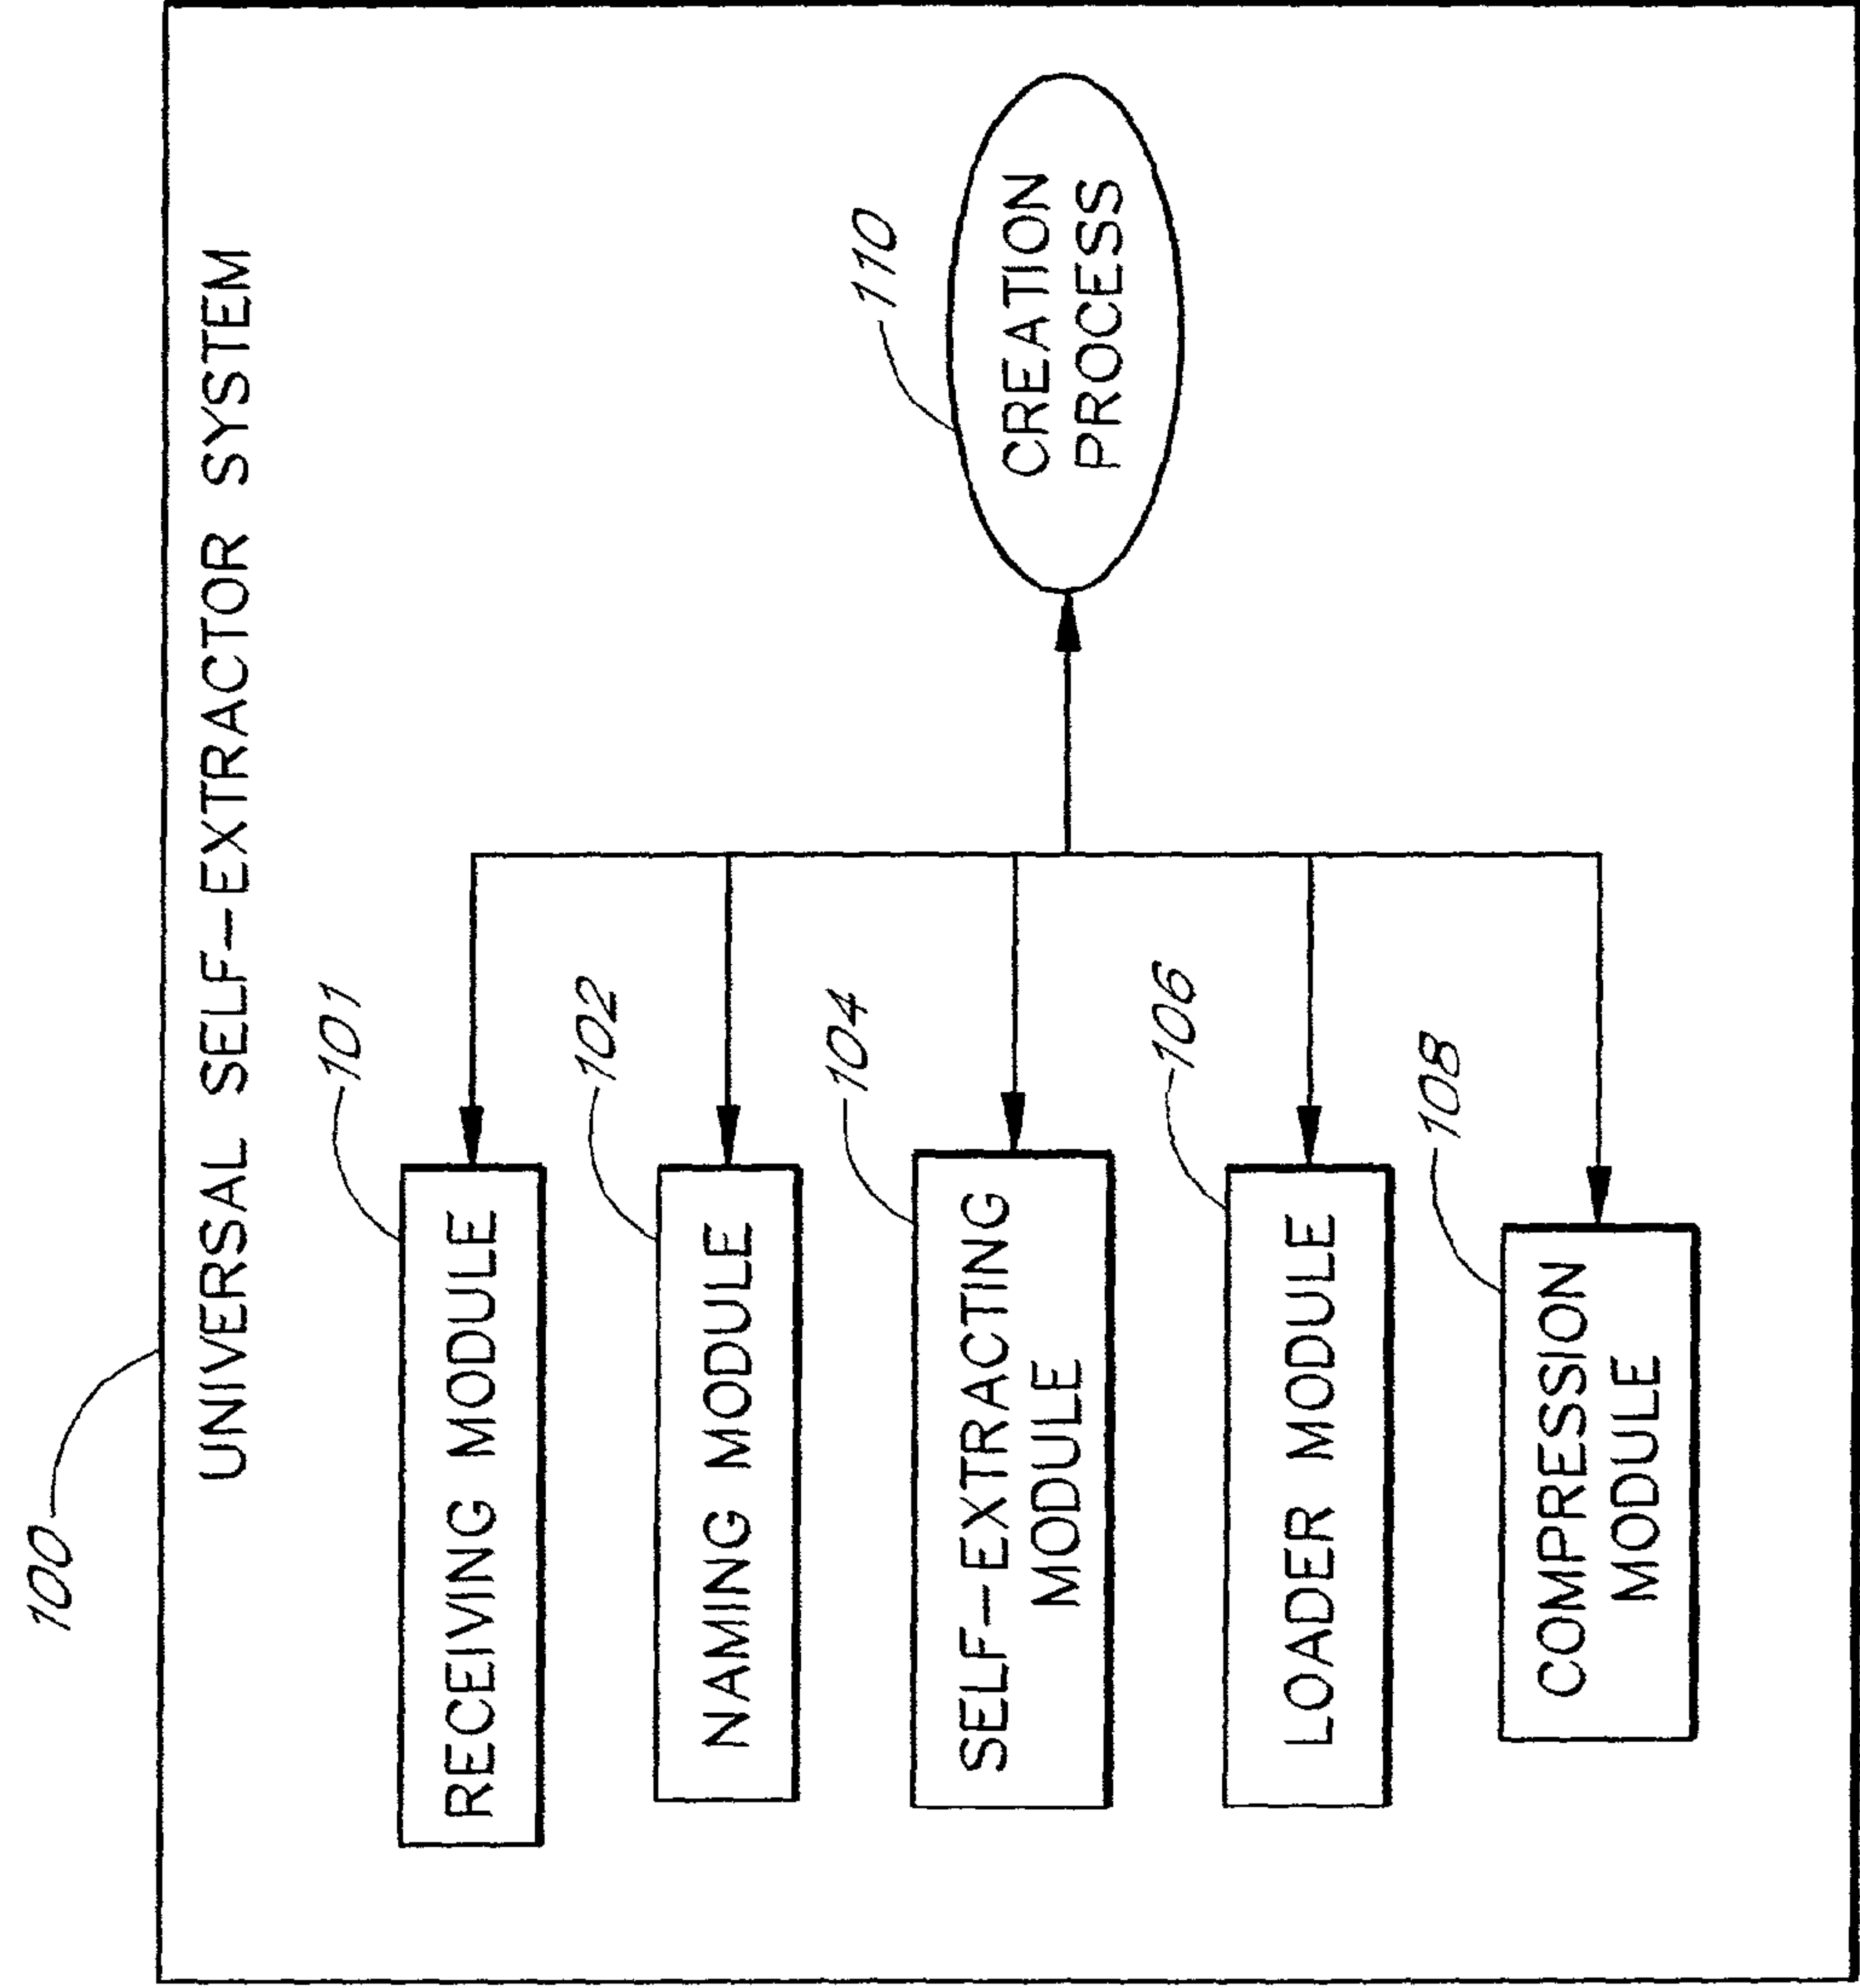 100
UNIVERSAL SELF-EXTRACTOR SYSTEM
101
RECEIVING MODULE
102
NAMING MODULE
104
SELF-EXTRACTING
MODULE
106
LOADER MODULE
108
COMPRESSION
MODULE
110
CREATION
PROCESS